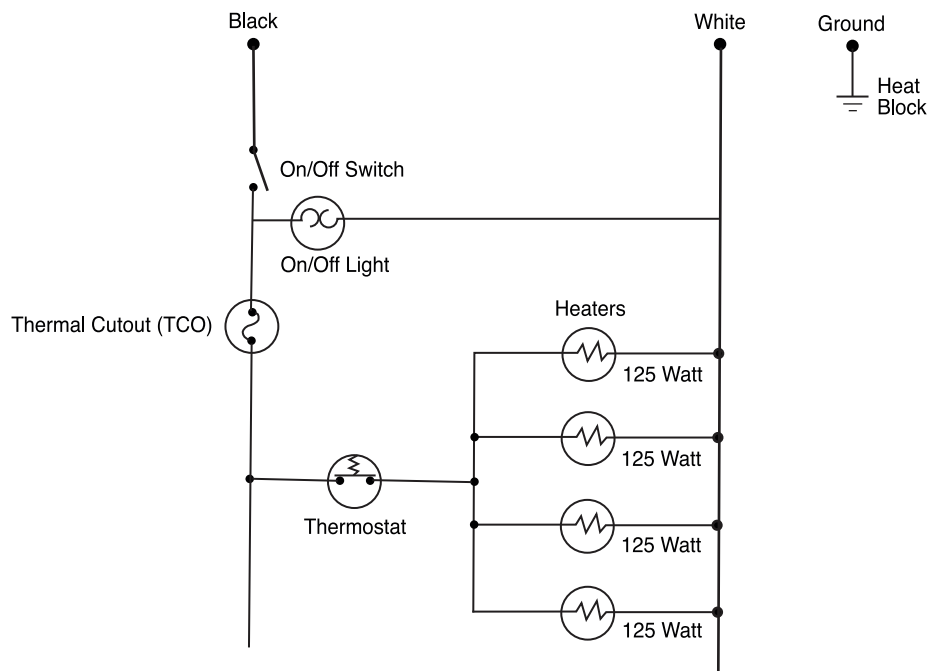 Black
White
Ground
Heat
Block
On/Off Switch
On/Off Light
Thermal Cutout (TCO)
Heaters
125 Watt
125 Watt
Thermostat
125 Watt
125 Watt